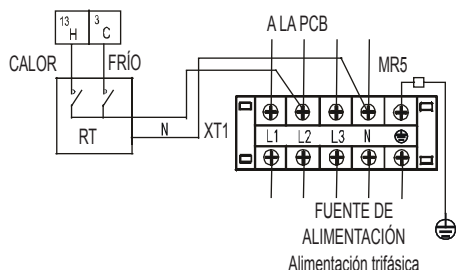 13 3
H C
A LA PCB
CALOR FRÍO
MR5
RT
N
XT1
L1 L2 L3 N
FUENTE DE
ALIMENTACIÓN
Alimentación trifásica